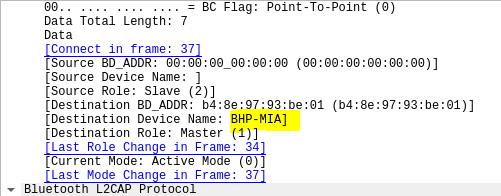 00.. .... .... .... = BC Flag: Point-To-Point (0)
Data Total Length: 7
Data
[Connect in frame: 37]
[Source BD_ADDR: 00:00:00_00:00:00 (00:00:00:00:00:00)]
[Source Device Name: ]
[Source Role: Slave (2)]
[Destination BD_ADDR: b4:8e:97:93:be:01 (b4:8e:97:93:be:01)]
[Destination Device Name: BHP-MIA]
[Destination Role: Master (1)]
[Last Role Change in Frame: 34]
[Current Mode: Active Mode (0)]
[Last Mode Change in Frame: 37]
Bluetooth L2CAP Protocol